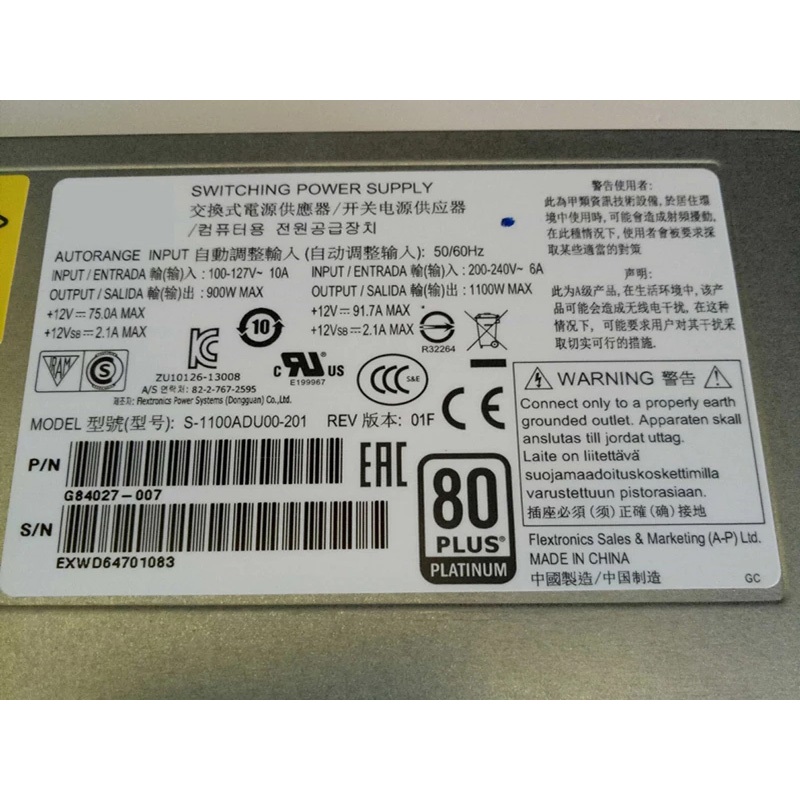 SWITCHING POWER SUPPLY
交換式電源供應器/开关电源供应器
/컴퓨터용 전원공급장치
AUTORANGE INPUT 自動調整輸入 (自动调整输入): 50/60Hz
INPUT / ENTRADA 輸(输)入 : 100-127V~ 10A
OUTPUT / SALIDA 輸(输)出 : 900W MAX
+12V ⎓ 75.0A MAX
+12VSB ⎓ 2.1A MAX
INPUT / ENTRADA 輸(输)入 : 200-240V~ 6A
OUTPUT / SALIDA 輸(输)出 : 1100W MAX
+12V ⎓ 91.7A MAX
+12VSB ⎓ 2.1A MAX
警告使用者:
此為甲類資訊技術設備,於居住環
境中使用時,可能會造成射頻擾動,
在此種情況下,使用者會被要求採
取某些適當的對策
声明:
此为A级产品,在生活环境中,该产
品可能会造成无线电干扰,在这种
情况下,可能要求用户对其干扰采
取切实可行的措施.
10
R32264
S
ZU10126-13008
A/S 연락처: 82-2-767-2595
제조자: Flextronics Power Systems (Dongguan) Co.,Ltd.
c UR US
E199967
CCC S&E
CE
MODEL 型號(型号): S-1100ADU00-201 REV 版本: 01F
P/N
G84027-007
S/N
EXWD64701083
EAC
80
PLUS®
PLATINUM
WARNING 警告
Connect only to a properly earth
grounded outlet. Apparaten skall
anslutas till jordat uttag.
Laite on liitettävä
suojamaadoituskoskettimilla
varustettuun pistorasiaan.
插座必須(须)正確(确)接地
Flextronics Sales & Marketing (A-P) Ltd.
MADE IN CHINA
中國製造/中国制造
GC